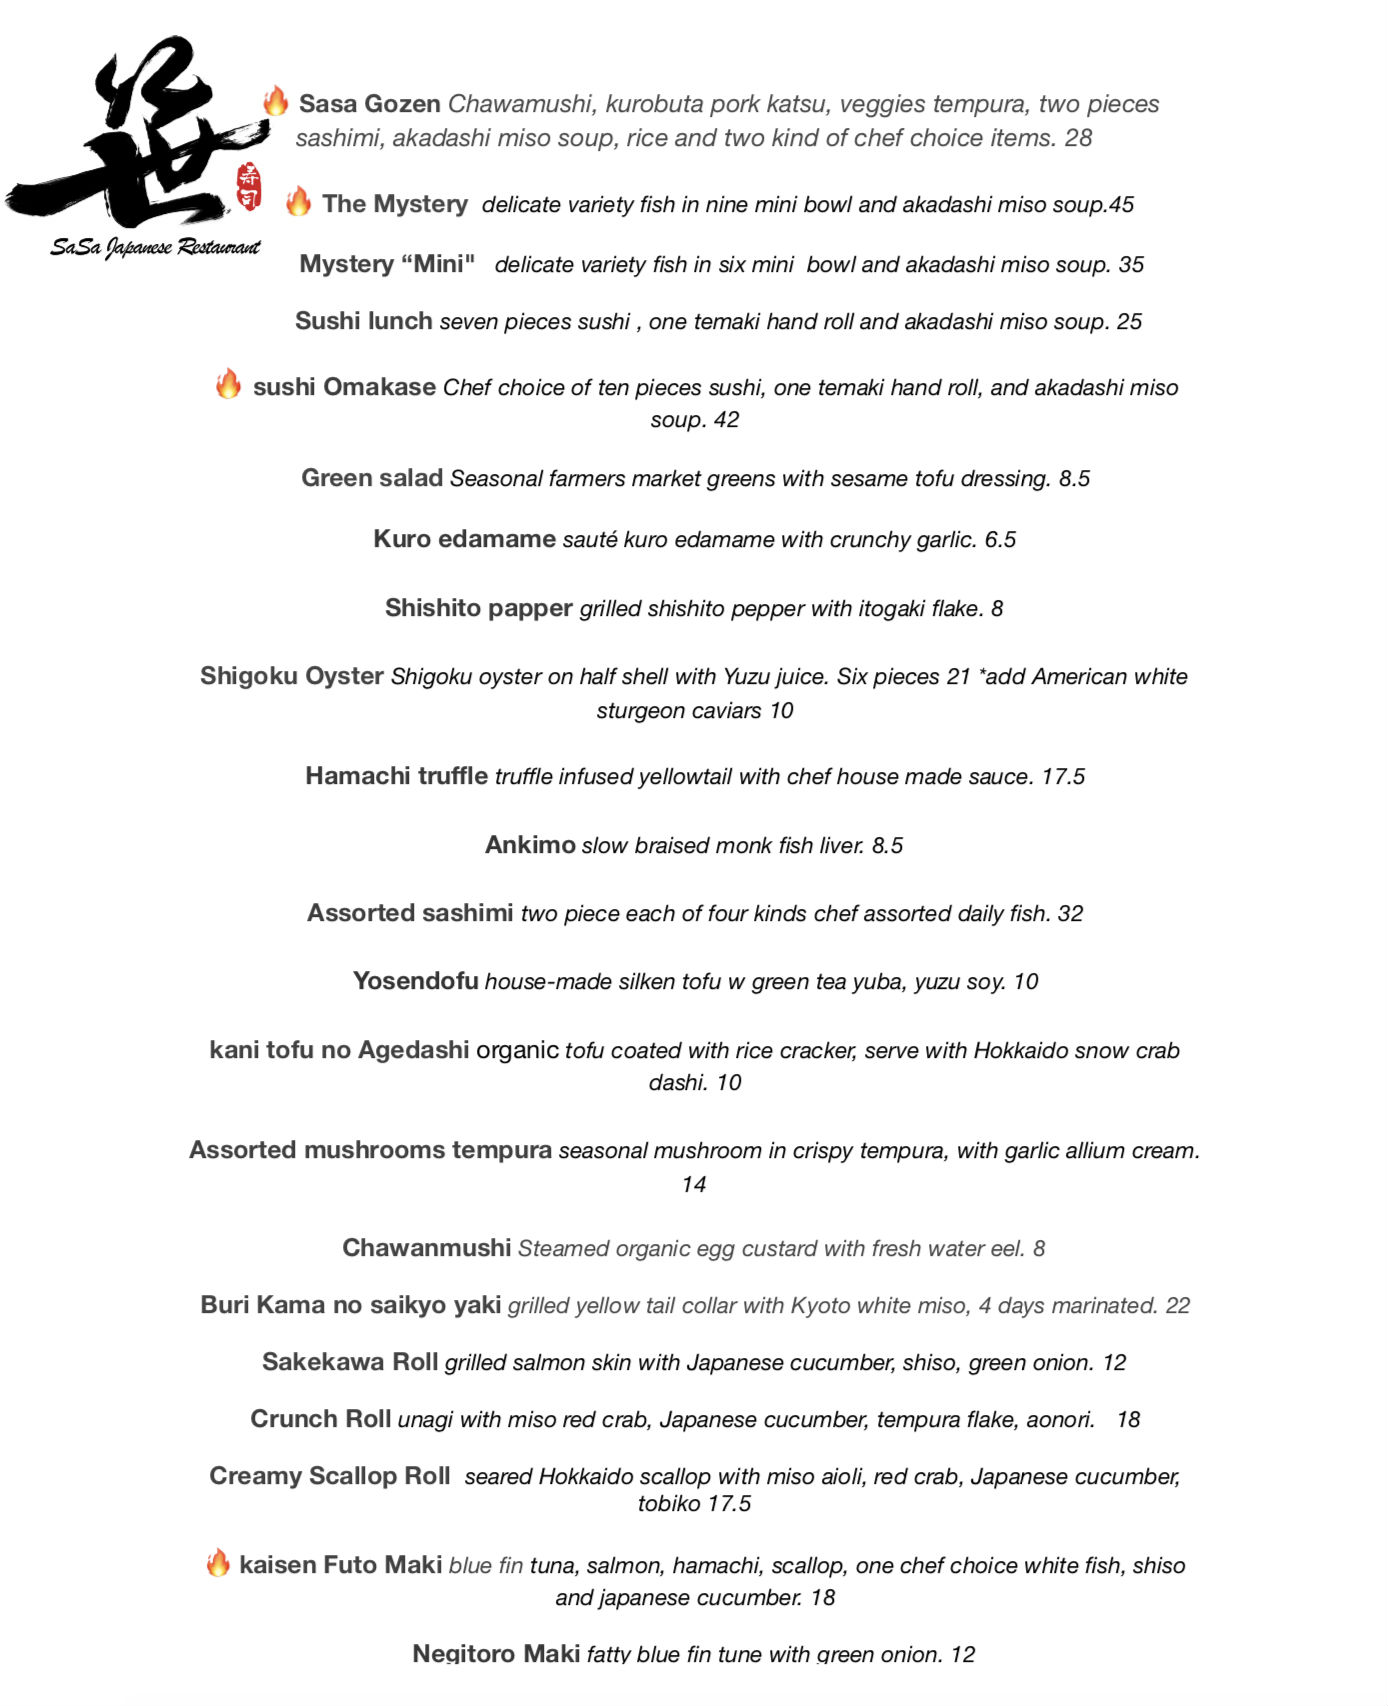 笹
寿司
SaSa Japanese Restaurant
🔥 Sasa Gozen Chawamushi, kurobuta pork katsu, veggies tempura, two pieces
sashimi, akadashi miso soup, rice and two kind of chef choice items. 28
🔥 The Mystery delicate variety fish in nine mini bowl and akadashi miso soup.45
Mystery “Mini" delicate variety fish in six mini bowl and akadashi miso soup. 35
Sushi lunch seven pieces sushi , one temaki hand roll and akadashi miso soup. 25
🔥 sushi Omakase Chef choice of ten pieces sushi, one temaki hand roll, and akadashi miso
soup. 42
Green salad Seasonal farmers market greens with sesame tofu dressing. 8.5
Kuro edamame sauté kuro edamame with crunchy garlic. 6.5
Shishito papper grilled shishito pepper with itogaki flake. 8
Shigoku Oyster Shigoku oyster on half shell with Yuzu juice. Six pieces 21 *add American white
sturgeon caviars 10
Hamachi truffle truffle infused yellowtail with chef house made sauce. 17.5
Ankimo slow braised monk fish liver. 8.5
Assorted sashimi two piece each of four kinds chef assorted daily fish. 32
Yosendofu house-made silken tofu w green tea yuba, yuzu soy. 10
kani tofu no Agedashi organic tofu coated with rice cracker, serve with Hokkaido snow crab
dashi. 10
Assorted mushrooms tempura seasonal mushroom in crispy tempura, with garlic allium cream.
14
Chawanmushi Steamed organic egg custard with fresh water eel. 8
Buri Kama no saikyo yaki grilled yellow tail collar with Kyoto white miso, 4 days marinated. 22
Sakekawa Roll grilled salmon skin with Japanese cucumber, shiso, green onion. 12
Crunch Roll unagi with miso red crab, Japanese cucumber, tempura flake, aonori. 18
Creamy Scallop Roll seared Hokkaido scallop with miso aioli, red crab, Japanese cucumber,
tobiko 17.5
🔥 kaisen Futo Maki blue fin tuna, salmon, hamachi, scallop, one chef choice white fish, shiso
and japanese cucumber. 18
Negitoro Maki fatty blue fin tune with green onion. 12